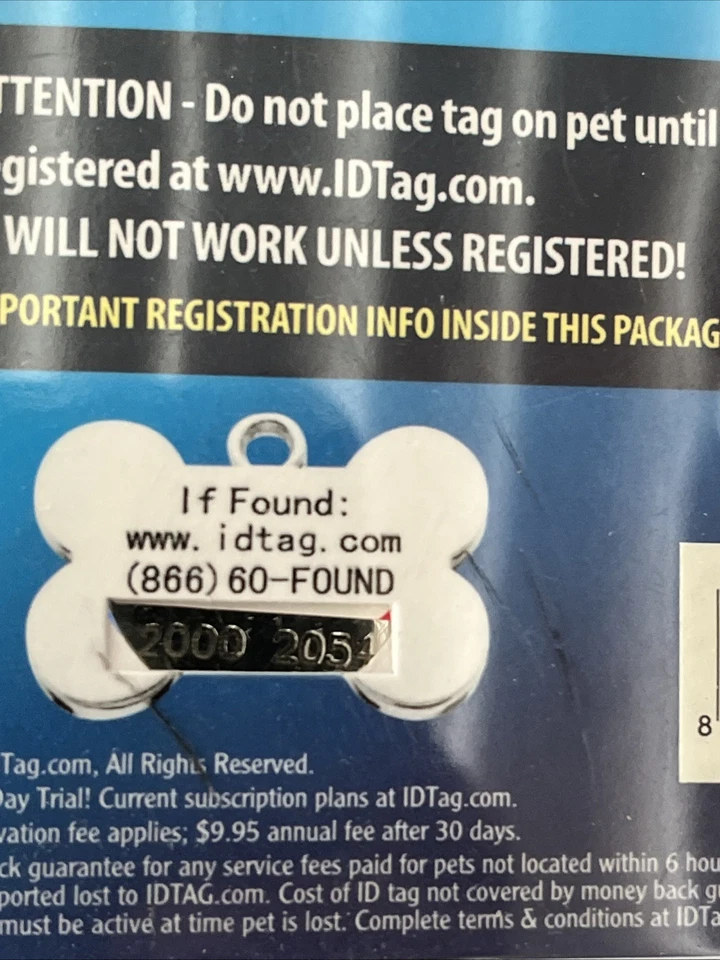 TTENTION - Do not place tag on pet until
gistered at www.IDTag.com.
WILL NOT WORK UNLESS REGISTERED!
PORTANT REGISTRATION INFO INSIDE THIS PACKAG
If Found:
www. idtag. com
(866) 60-FOUND
2000 2054
Tag.com, All Rights Reserved.
Day Trial! Current subscription plans at IDTag.com.
vation fee applies; $9.95 annual fee after 30 days.
ck guarantee for any service fees paid for pets not located within 6 hou
ported lost to IDTAG.com. Cost of ID tag not covered by money back gu
must be active at time pet is lost. Complete terms & conditions at IDTa
8